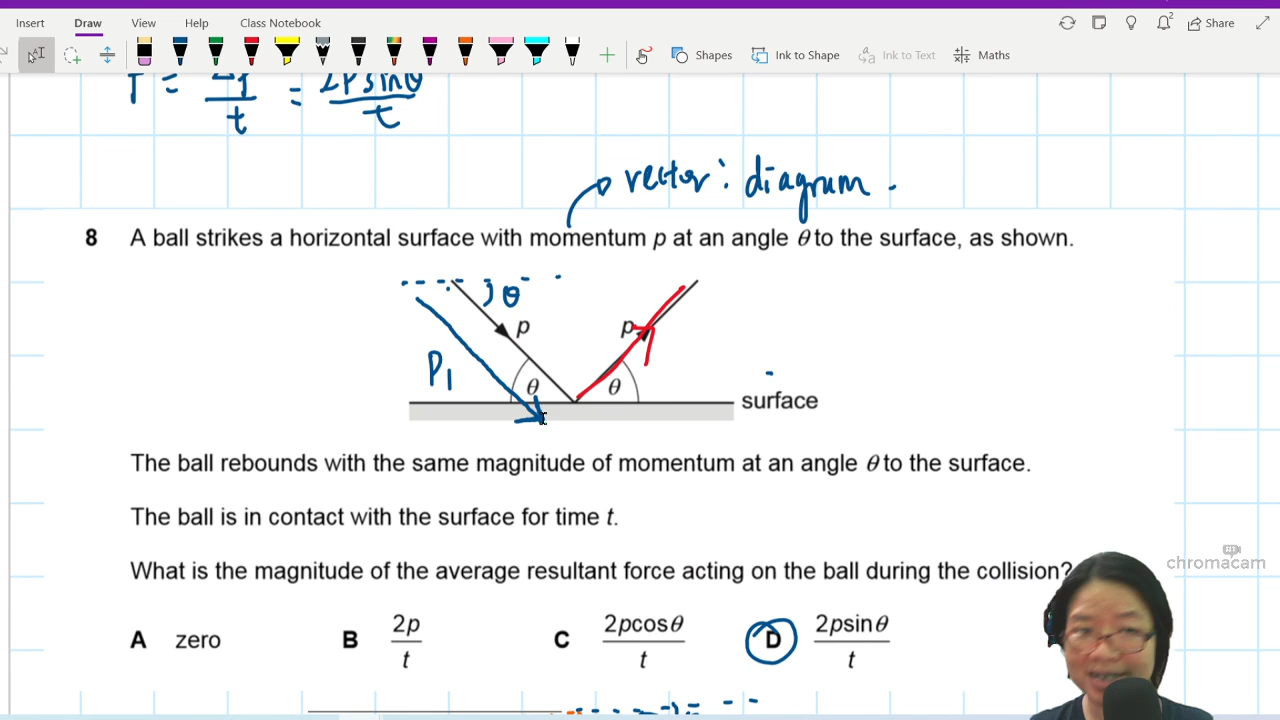 Insert Draw View Help Class Notebook Share
Shapes Ink to Shape Ink to Text Maths
F = Δp/t = 2psinθ/t
vector: diagram.
8 A ball strikes a horizontal surface with momentum p at an angle θ to the surface, as shown.
θ
p p
P1
θ θ
surface
The ball rebounds with the same magnitude of momentum at an angle θ to the surface.
The ball is in contact with the surface for time t.
What is the magnitude of the average resultant force acting on the ball during the collision?
chromacam
A zero B 2p/t C 2pcosθ/t D 2psinθ/t